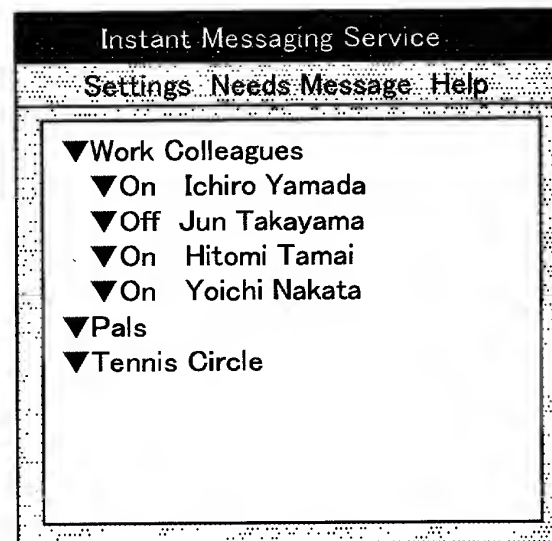 Instant Messaging Service
Settings Needs Message Help
▼Work Colleagues
▼On Ichiro Yamada
▼Off Jun Takayama
▼On Hitomi Tamai
▼On Yoichi Nakata
▼Pals
▼Tennis Circle